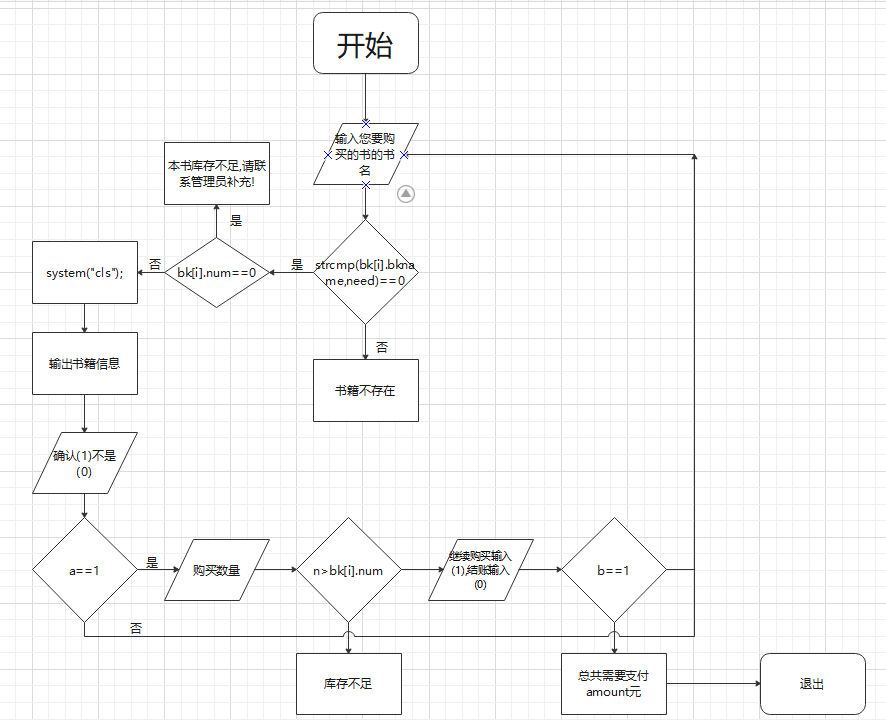 开始
输入您要购
买的书的书
名
本书库存不足,请联
系管理员补充!
是
system("cls");
否
bk[i].num==0
是
strcmp(bk[i].bkna
me,need)==0
否
输出书籍信息
书籍不存在
确认(1)不是
(0)
a==1
是
购买数量
n>bk[i].num
继续购买输入
(1),结账输入
(0)
b==1
否
库存不足
总共需要支付
amount元
退出